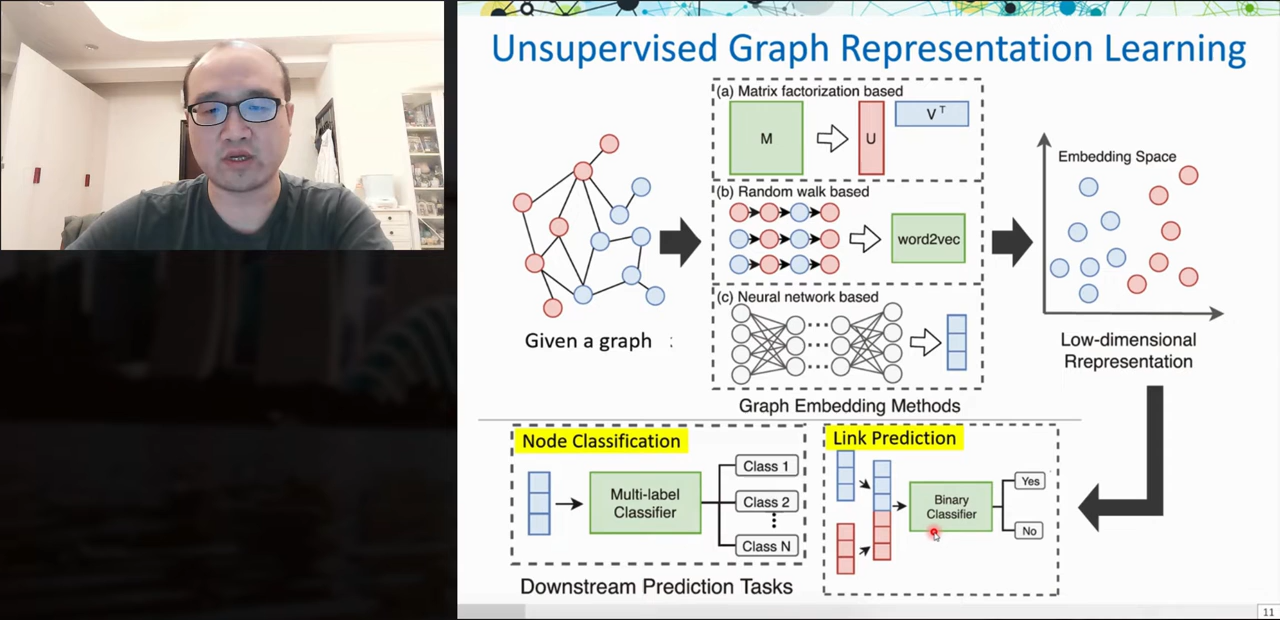 Unsupervised Graph Representation Learning
(a) Matrix factorization based
M
U
V T
(b) Random walk based
word2vec
(c) Neural network based
Graph Embedding Methods
Given a graph :
Embedding Space
Low-dimensional
Rrpresentation
Node Classification
Multi-label
Classifier
Class 1
Class 2
Class N
Link Prediction
Binary
Classifier
Yes
No
Downstream Prediction Tasks
11